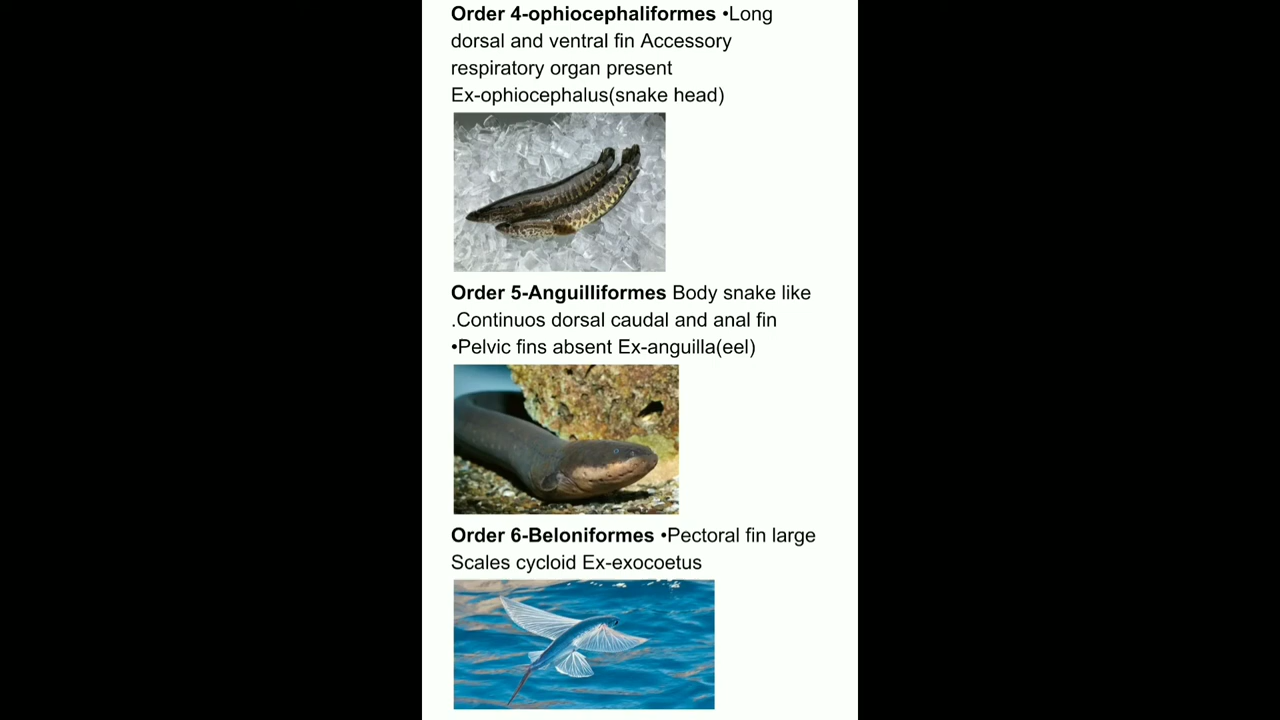 Order 4-ophiocephaliformes •Long
dorsal and ventral fin Accessory
respiratory organ present
Ex-ophiocephalus(snake head)
Order 5-Anguilliformes Body snake like
.Continuos dorsal caudal and anal fin
•Pelvic fins absent Ex-anguilla(eel)
Order 6-Beloniformes •Pectoral fin large
Scales cycloid Ex-exocoetus